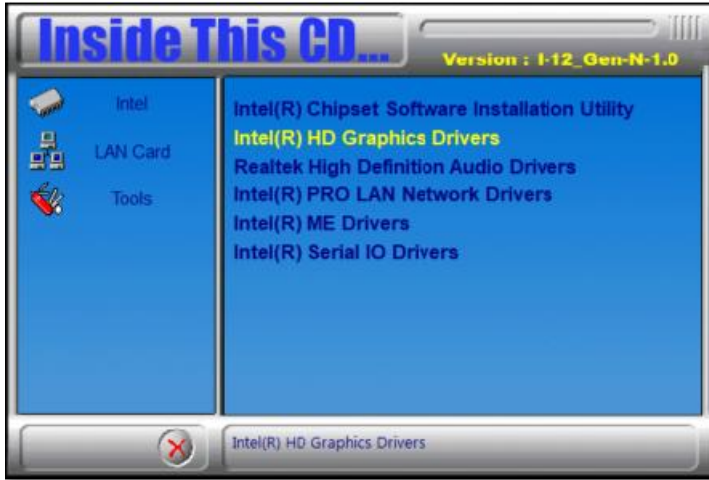 Inside This CD...
Version : I-12_Gen-N-1.0
Intel
LAN Card
Tools
Intel(R) Chipset Software Installation Utility
Intel(R) HD Graphics Drivers
Realtek High Definition Audio Drivers
Intel(R) PRO LAN Network Drivers
Intel(R) ME Drivers
Intel(R) Serial IO Drivers
Intel(R) HD Graphics Drivers